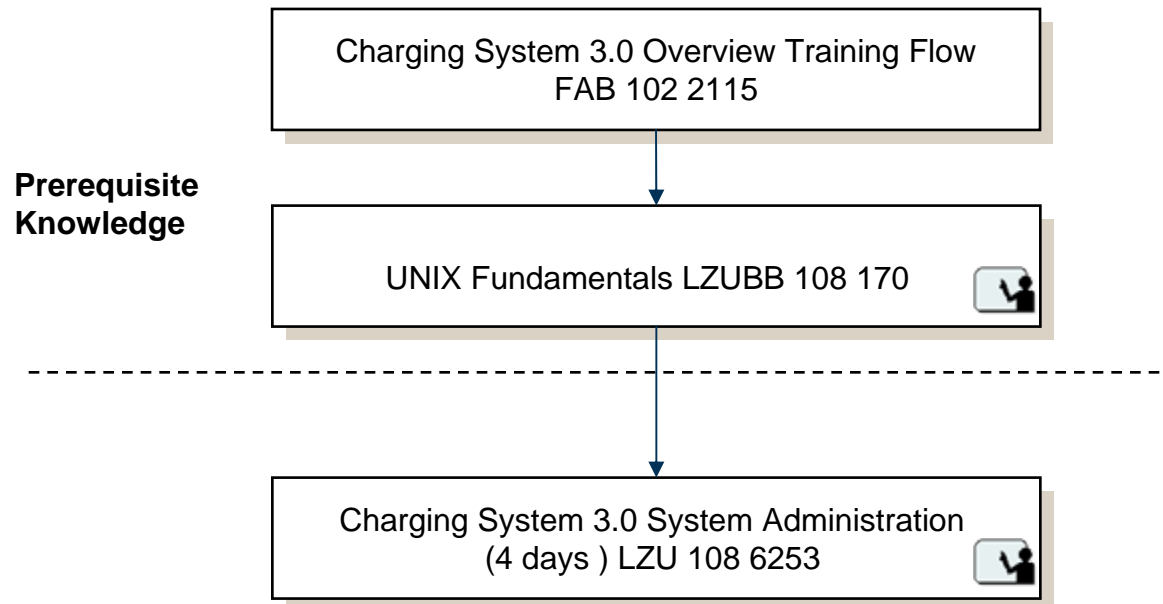 Charging System 3.0 Overview Training Flow
FAB 102 2115
Prerequisite
Knowledge
UNIX Fundamentals LZUBB 108 170
Charging System 3.0 System Administration
(4 days ) LZU 108 6253